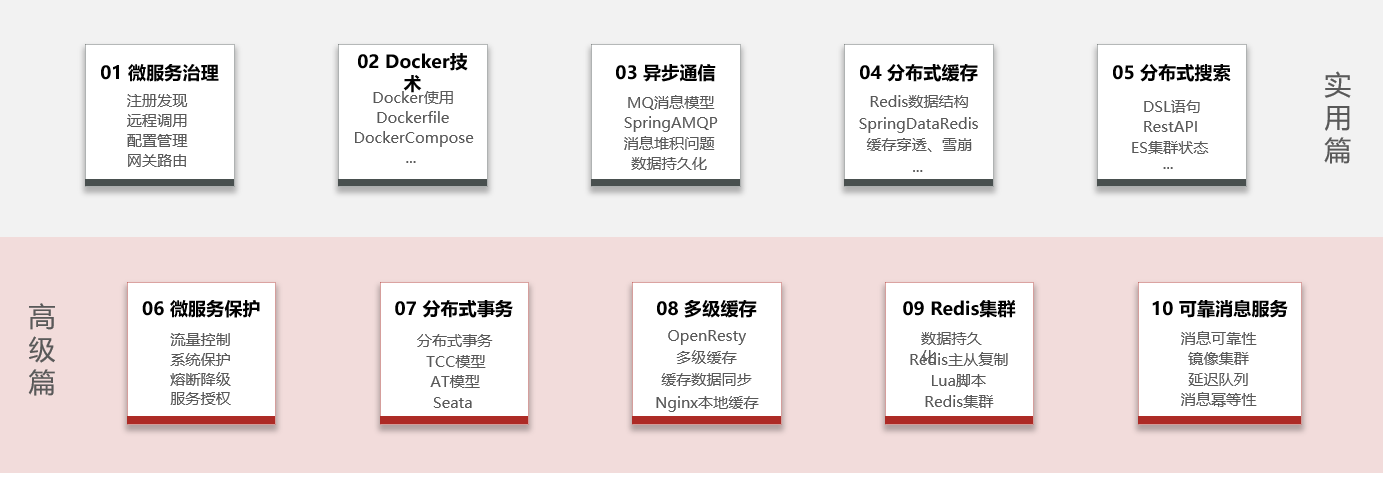 01 微服务治理
注册发现
远程调用
配置管理
网关路由
02 Docker技
术
Docker使用
Dockerfile
DockerCompose
...
03 异步通信
MQ消息模型
SpringAMQP
消息堆积问题
数据持久化
04 分布式缓存
Redis数据结构
SpringDataRedis
缓存穿透、雪崩
...
05 分布式搜索
DSL语句
RestAPI
ES集群状态
...
实用篇
高级篇
06 微服务保护
流量控制
系统保护
熔断降级
服务授权
07 分布式事务
分布式事务
TCC模型
AT模型
Seata
08 多级缓存
OpenResty
多级缓存
缓存数据同步
Nginx本地缓存
09 Redis集群
数据持久
化
Redis主从复制
Lua脚本
Redis集群
10 可靠消息服务
消息可靠性
镜像集群
延迟队列
消息幂等性